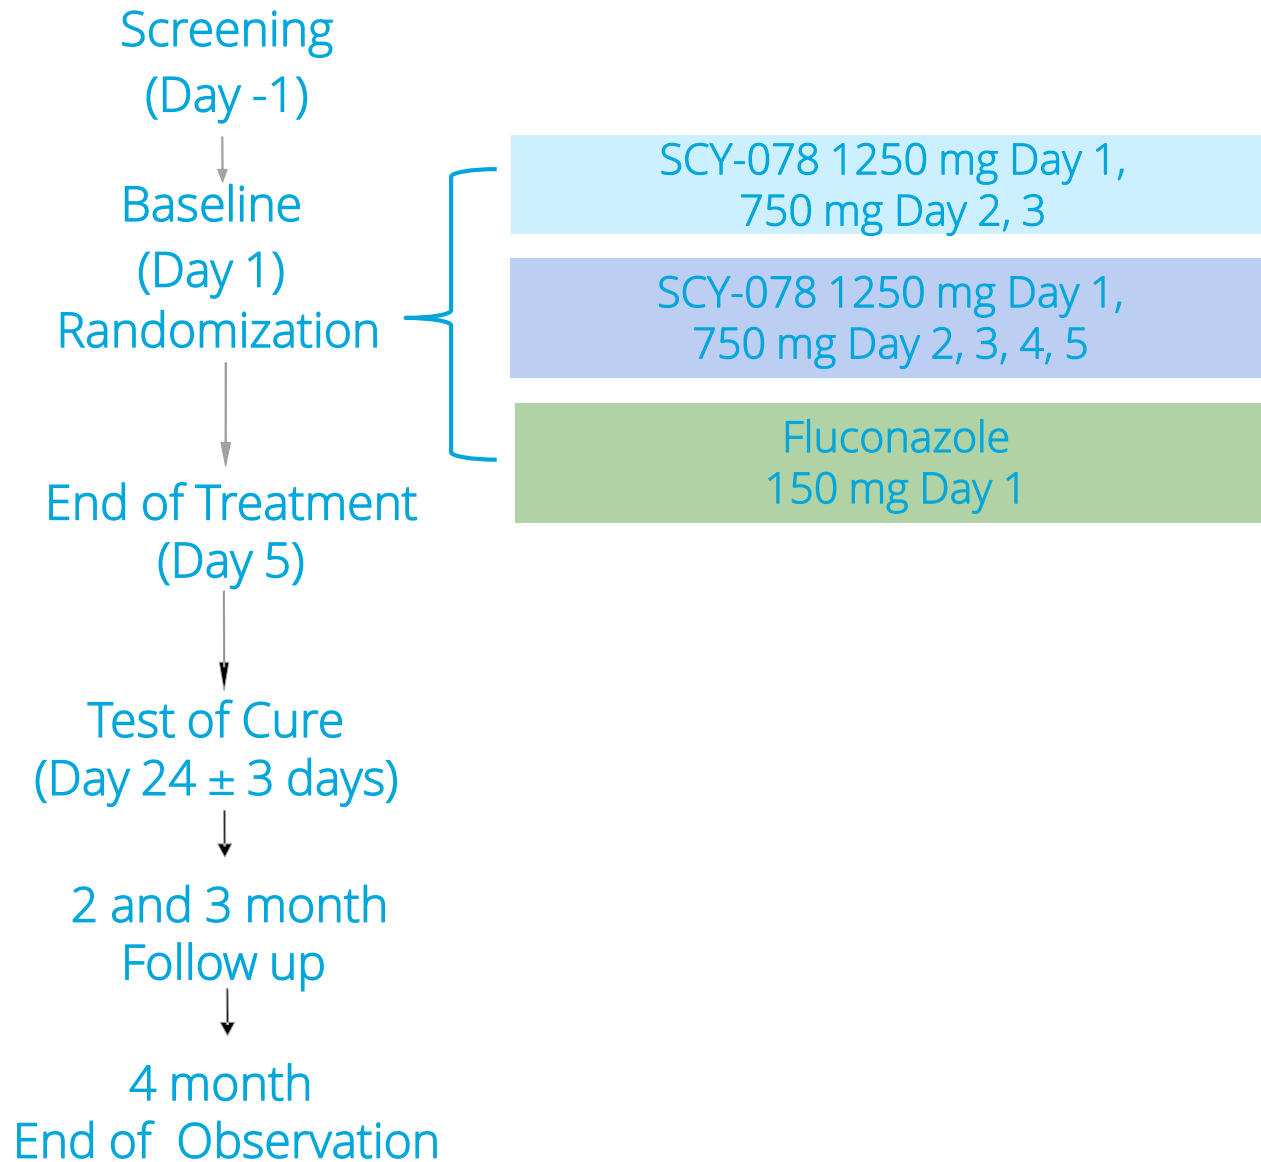 Screening
(Day -1)
Baseline
(Day 1)
Randomization
SCY-078 1250 mg Day 1,
750 mg Day 2, 3
SCY-078 1250 mg Day 1,
750 mg Day 2, 3, 4, 5
Fluconazole
150 mg Day 1
End of Treatment
(Day 5)
Test of Cure
(Day 24 ± 3 days)
2 and 3 month
Follow up
4 month
End of Observation